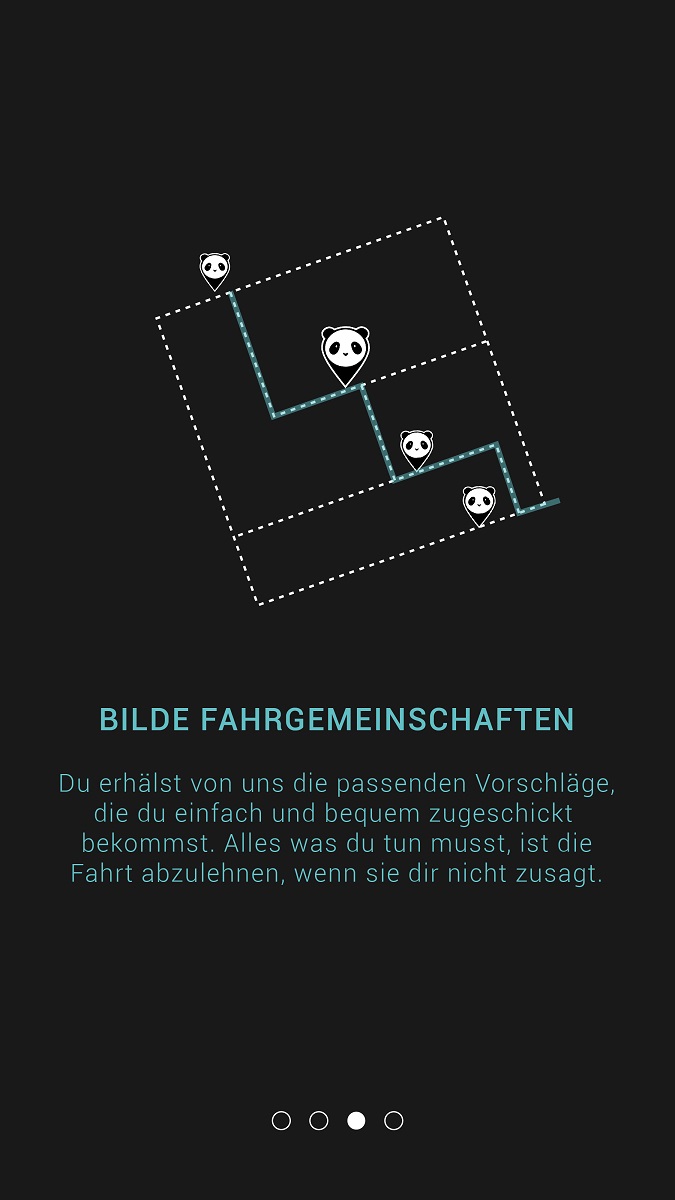 BILDE FAHRGEMEINSCHAFTEN
Du erhälst von uns die passenden Vorschläge,
die du einfach und bequem zugeschickt
bekommst. Alles was du tun musst, ist die
Fahrt abzulehnen, wenn sie dir nicht zusagt.